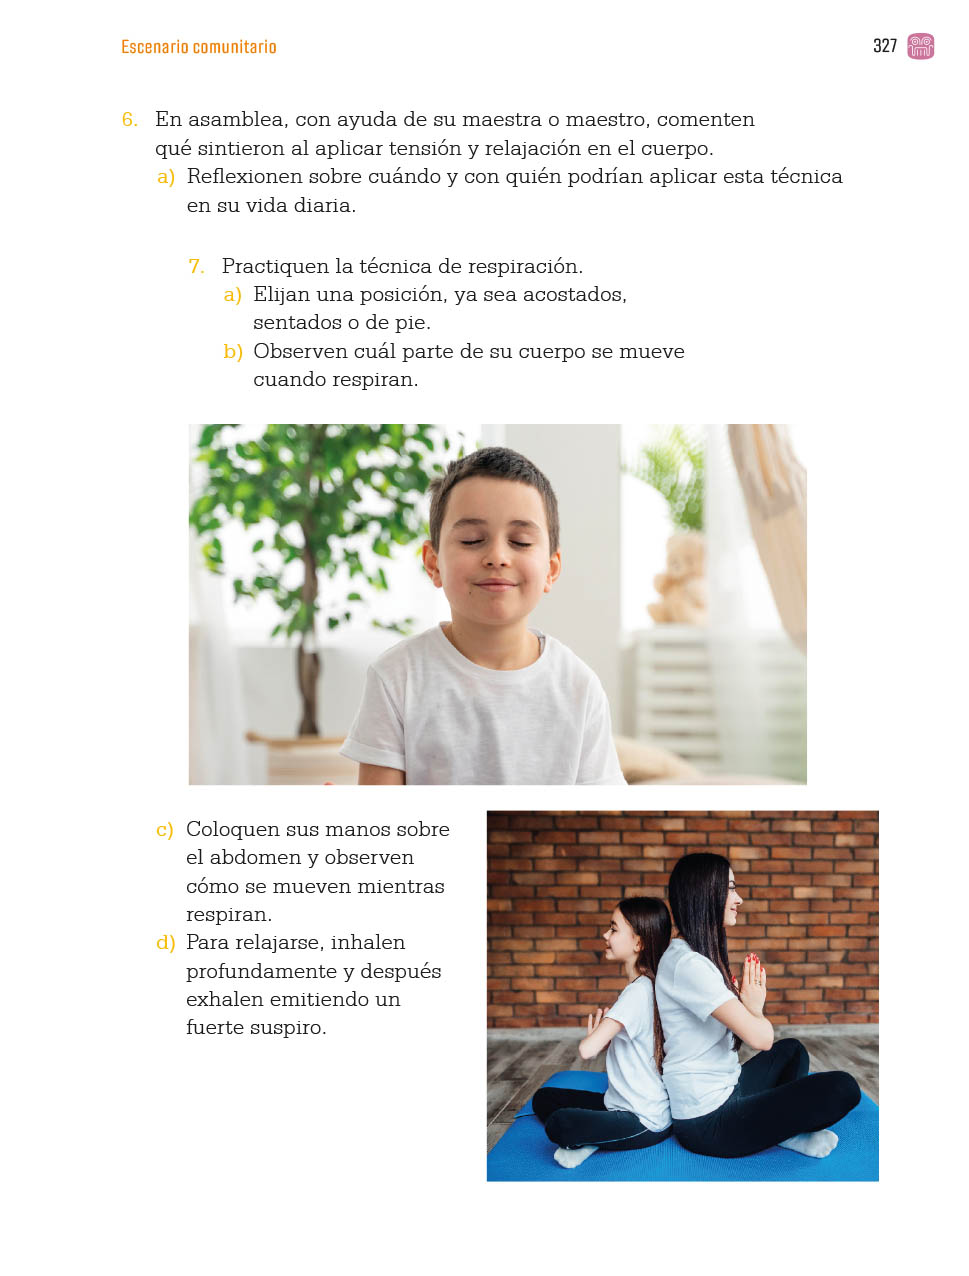 Escenario comunitario
327
6. En asamblea, con ayuda de su maestra o maestro, comenten
qué sintieron al aplicar tensión y relajación en el cuerpo.
a) Reflexionen sobre cuándo y con quién podrían aplicar esta técnica
en su vida diaria.
7. Practiquen la técnica de respiración.
a) Elijan una posición, ya sea acostados,
sentados o de pie.
b) Observen cuál parte de su cuerpo se mueve
cuando respiran.
c) Coloquen sus manos sobre
el abdomen y observen
cómo se mueven mientras
respiran.
d) Para relajarse, inhalen
profundamente y después
exhalen emitiendo un
fuerte suspiro.